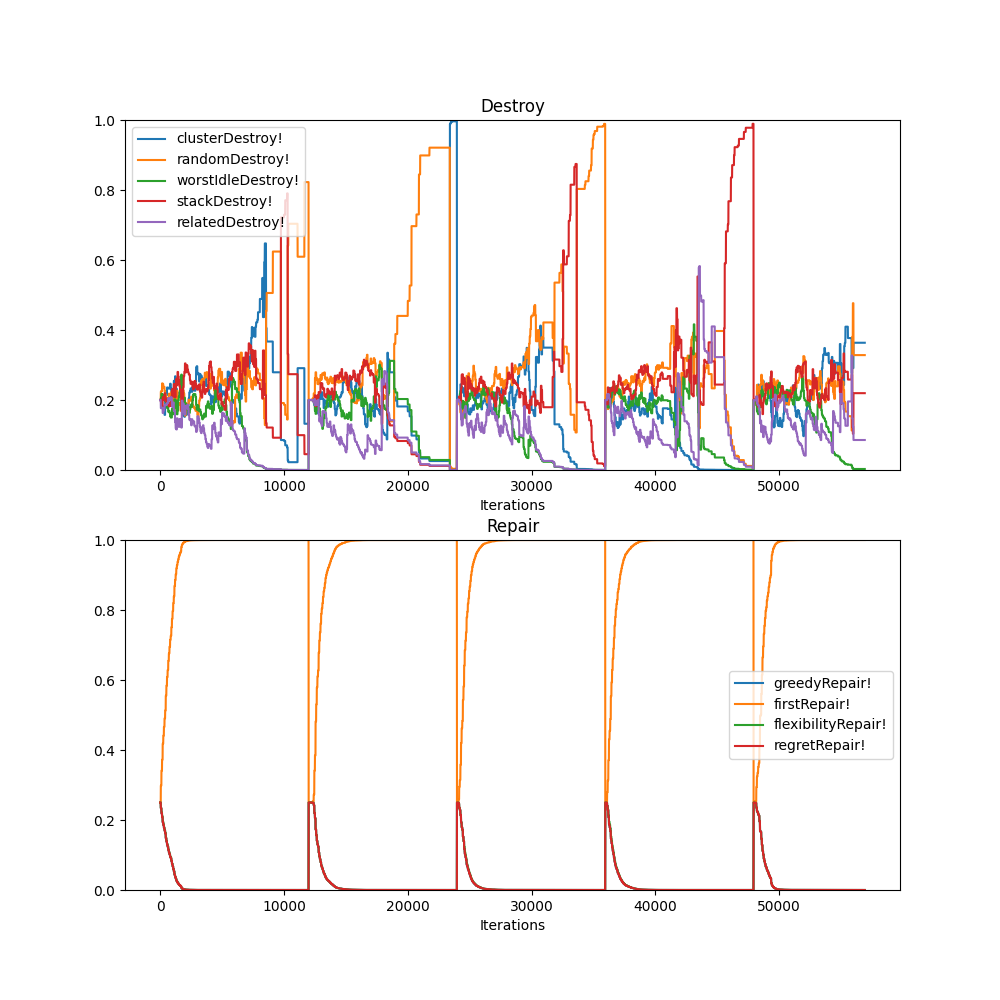 Destroy
1.0
clusterDestroy!
randomDestroy!
worstIdleDestroy!
stackDestroy!
relatedDestroy!
0.8
0.6
0.4
0.2
0.0
0 10000 20000 30000 40000 50000
Iterations
Repair
1.0
0.8
0.6
greedyRepair!
firstRepair!
flexibilityRepair!
regretRepair!
0.4
0.2
0.0
0 10000 20000 30000 40000 50000
Iterations